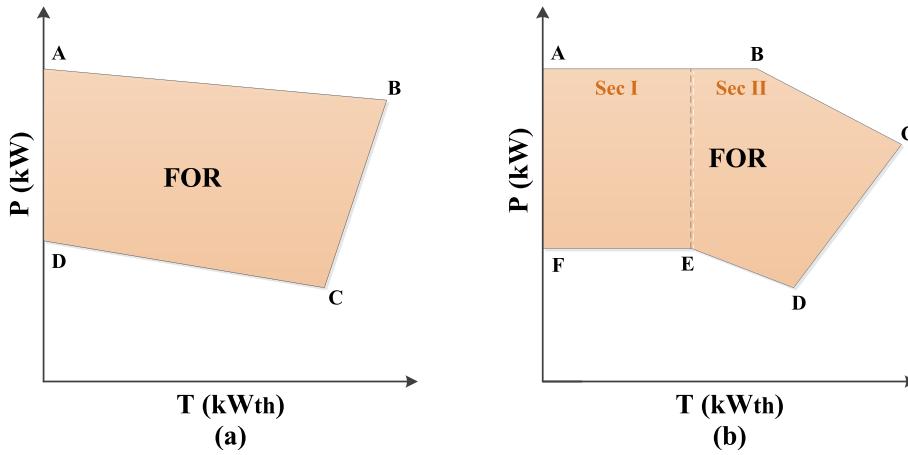 A
B
FOR
D
C
P (kW)
T (kWth)
(a)
A
B
Sec I
Sec II
C
FOR
F
E
D
P (kW)
T (kWth)
(b)